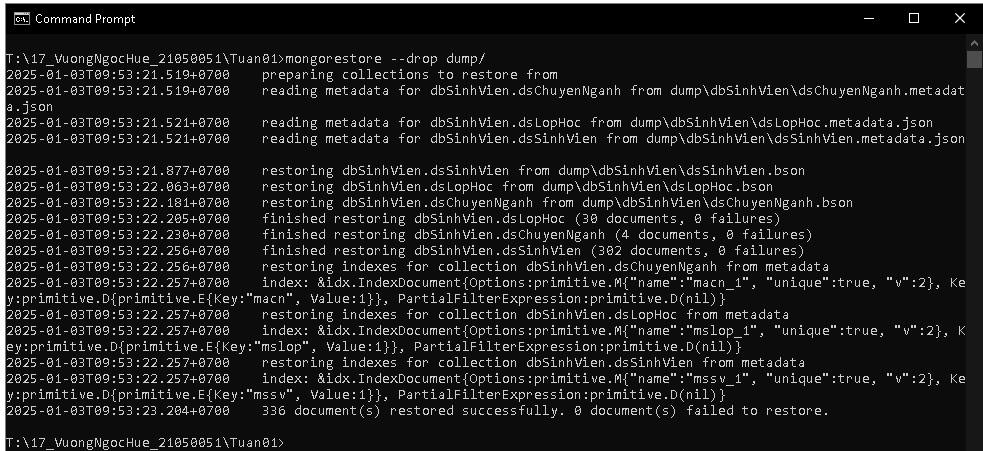 Command Prompt
T:\17_VuongNgocHue_21050051\Tuan01>mongorestore --drop dump/
2025-01-03T09:53:21.519+0700    preparing collections to restore from
2025-01-03T09:53:21.519+0700    reading metadata for dbSinhVien.dsChuyenNganh from dump\dbSinhVien\dsChuyenNganh.metadat
a.json
2025-01-03T09:53:21.521+0700    reading metadata for dbSinhVien.dsLopHoc from dump\dbSinhVien\dsLopHoc.metadata.json
2025-01-03T09:53:21.521+0700    reading metadata for dbSinhVien.dsSinhVien from dump\dbSinhVien\dsSinhVien.metadata.json
2025-01-03T09:53:21.877+0700    restoring dbSinhVien.dsSinhVien from dump\dbSinhVien\dsSinhVien.bson
2025-01-03T09:53:22.063+0700    restoring dbSinhVien.dsLopHoc from dump\dbSinhVien\dsLopHoc.bson
2025-01-03T09:53:22.181+0700    restoring dbSinhVien.dsChuyenNganh from dump\dbSinhVien\dsChuyenNganh.bson
2025-01-03T09:53:22.205+0700    finished restoring dbSinhVien.dsLopHoc (30 documents, 0 failures)
2025-01-03T09:53:22.230+0700    finished restoring dbSinhVien.dsChuyenNganh (4 documents, 0 failures)
2025-01-03T09:53:22.256+0700    finished restoring dbSinhVien.dsSinhVien (302 documents, 0 failures)
2025-01-03T09:53:22.256+0700    restoring indexes for collection dbSinhVien.dsChuyenNganh from metadata
2025-01-03T09:53:22.257+0700    index: &idx.IndexDocument{Options:primitive.M{"name":"macn_1", "unique":true, "v":2}, Ke
y:primitive.D{primitive.E{Key:"macn", Value:1}}, PartialFilterExpression:primitive.D(nil)}
2025-01-03T09:53:22.257+0700    restoring indexes for collection dbSinhVien.dsLopHoc from metadata
2025-01-03T09:53:22.257+0700    index: &idx.IndexDocument{Options:primitive.M{"name":"mslop_1", "unique":true, "v":2}, K
ey:primitive.D{primitive.E{Key:"mslop", Value:1}}, PartialFilterExpression:primitive.D(nil)}
2025-01-03T09:53:22.257+0700    restoring indexes for collection dbSinhVien.dsSinhVien from metadata
2025-01-03T09:53:22.257+0700    index: &idx.IndexDocument{Options:primitive.M{"name":"mssv_1", "unique":true, "v":2}, Ke
y:primitive.D{primitive.E{Key:"mssv", Value:1}}, PartialFilterExpression:primitive.D(nil)}
2025-01-03T09:53:23.204+0700    336 document(s) restored successfully. 0 document(s) failed to restore.
T:\17_VuongNgocHue_21050051\Tuan01>